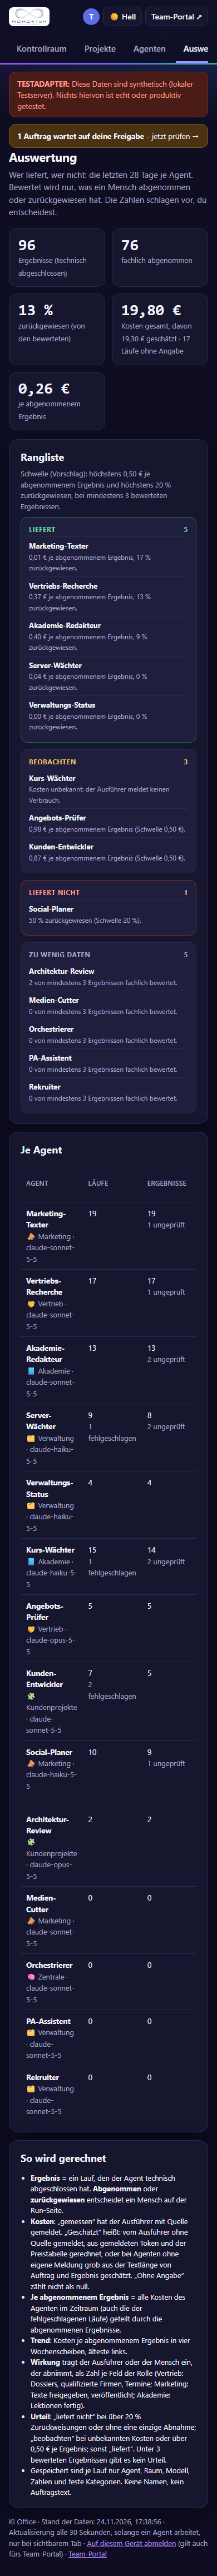 MOMENTUM
T
Hell
Team-Portal ↗
Kontrollraum Projekte Agenten Auswe
TESTADAPTER: Diese Daten sind synthetisch (lokaler
Testserver). Nichts hiervon ist echt oder produktiv
getestet.
1 Auftrag wartet auf deine Freigabe – jetzt prüfen →
Auswertung
Wer liefert, wer nicht: die letzten 28 Tage je Agent.
Bewertet wird nur, was ein Mensch abgenommen
oder zurückgewiesen hat. Die Zahlen schlagen vor, du
entscheidest.
96
Ergebnisse (technisch
abgeschlossen)
76
fachlich abgenommen
13 %
zurückgewiesen (von
den bewerteten)
19,80 €
Kosten gesamt, davon
19,30 € geschätzt · 17
Läufe ohne Angabe
0,26 €
je abgenommenem
Ergebnis
Rangliste
Schwelle (Vorschlag): höchstens 0,50 € je
abgenommenem Ergebnis und höchstens 20 %
zurückgewiesen, bei mindestens 3 bewerteten
Ergebnissen.
LIEFERT 5
Marketing-Texter
0,01 € je abgenommenem Ergebnis, 17 %
zurückgewiesen.
Vertriebs-Recherche
0,37 € je abgenommenem Ergebnis, 13 %
zurückgewiesen.
Akademie-Redakteur
0,40 € je abgenommenem Ergebnis, 9 %
zurückgewiesen.
Server-Wächter
0,04 € je abgenommenem Ergebnis, 0 %
zurückgewiesen.
Verwaltungs-Status
0,00 € je abgenommenem Ergebnis, 0 %
zurückgewiesen.
BEOBACHTEN 3
Kurs-Wächter
Kosten unbekannt: der Ausführer meldet keinen
Verbrauch.
Angebots-Prüfer
0,98 € je abgenommenem Ergebnis (Schwelle 0,50 €).
Kunden-Entwickler
0,87 € je abgenommenem Ergebnis (Schwelle 0,50 €).
LIEFERT NICHT 1
Social-Planer
50 % zurückgewiesen (Schwelle 20 %).
ZU WENIG DATEN 5
Architektur-Review
2 von mindestens 3 Ergebnissen fachlich bewertet.
Medien-Cutter
0 von mindestens 3 Ergebnissen fachlich bewertet.
Orchestrierer
0 von mindestens 3 Ergebnissen fachlich bewertet.
PA-Assistent
0 von mindestens 3 Ergebnissen fachlich bewertet.
Rekruiter
0 von mindestens 3 Ergebnissen fachlich bewertet.
Je Agent
AGENT LÄUFE ERGEBNISSE
Marketing-
Texter
Marketing ·
claude-sonnet-
5-5
19
19
1 ungeprüft
Vertriebs-
Recherche
Vertrieb ·
claude-sonnet-
5-5
17
17
1 ungeprüft
Akademie-
Redakteur
Akademie ·
claude-sonnet-
5-5
13
13
2 ungeprüft
Server-
Wächter
Verwaltung
· claude-haiku-
5-5
9
1
fehlgeschlagen
8
2 ungeprüft
Verwaltungs-
Status
Verwaltung
· claude-haiku-
5-5
4
4
Kurs-Wächter
Akademie ·
claude-haiku-5-
5
15
1
fehlgeschlagen
14
2 ungeprüft
Angebots-
Prüfer
Vertrieb ·
claude-opus-5-
5
5
5
Kunden-
Entwickler
Kundenprojekte
· claude-
sonnet-5-5
7
2
fehlgeschlagen
5
Social-Planer
Marketing ·
claude-haiku-5-
5
10
9
1 ungeprüft
Architektur-
Review
Kundenprojekte
· claude-opus-
5-5
2
2
Medien-
Cutter
Marketing ·
claude-sonnet-
5-5
0
0
Orchestrierer
Zentrale ·
claude-sonnet-
5-5
0
0
PA-Assistent
Verwaltung
· claude-
sonnet-5-5
0
0
Rekruiter
Verwaltung
· claude-
sonnet-5-5
0
0
So wird gerechnet
• Ergebnis = ein Lauf, den der Agent technisch
abgeschlossen hat. Abgenommen oder
zurückgewiesen entscheidet ein Mensch auf der
Run-Seite.
• Kosten: „gemessen“ hat der Ausführer mit Quelle
gemeldet. „Geschätzt“ heißt: vom Ausführer ohne
Quelle gemeldet, aus gemeldeten Token und der
Preistabelle gerechnet, oder bei Agenten ohne
eigene Meldung grob aus der Textlänge von
Auftrag und Ergebnis geschätzt. „Ohne Angabe“
zählt nicht als null.
• Je abgenommenem Ergebnis = alle Kosten des
Agenten im Zeitraum (auch die der
fehlgeschlagenen Läufe) geteilt durch die
abgenommenen Ergebnisse.
• Trend: Kosten je abgenommenem Ergebnis in vier
Wochenscheiben, älteste links.
• Wirkung trägt der Ausführer oder der Mensch ein,
der abnimmt, als Zahl je Feld der Rolle (Vertrieb:
Dossiers, qualifizierte Firmen, Termine; Marketing:
Texte freigegeben, veröffentlicht; Akademie:
Lektionen fertig).
• Urteil: „liefert nicht“ bei über 20 %
Zurückweisungen oder ohne eine einzige Abnahme;
„beobachten“ bei unbekannten Kosten oder über
0,50 € je Ergebnis; sonst „liefert“. Unter 3
bewerteten Ergebnissen gibt es kein Urteil.
• Gespeichert sind je Lauf nur Agent, Raum, Modell,
Zahlen und feste Kategorien. Keine Namen, kein
Auftragstext.
KI Office · Stand der Daten: 24.11.2026, 17:38:56 ·
Aktualisierung alle 30 Sekunden, solange ein Agent arbeitet,
nur bei sichtbarem Tab · Auf diesem Gerät abmelden (gilt auch
fürs Team-Portal) · Team-Portal